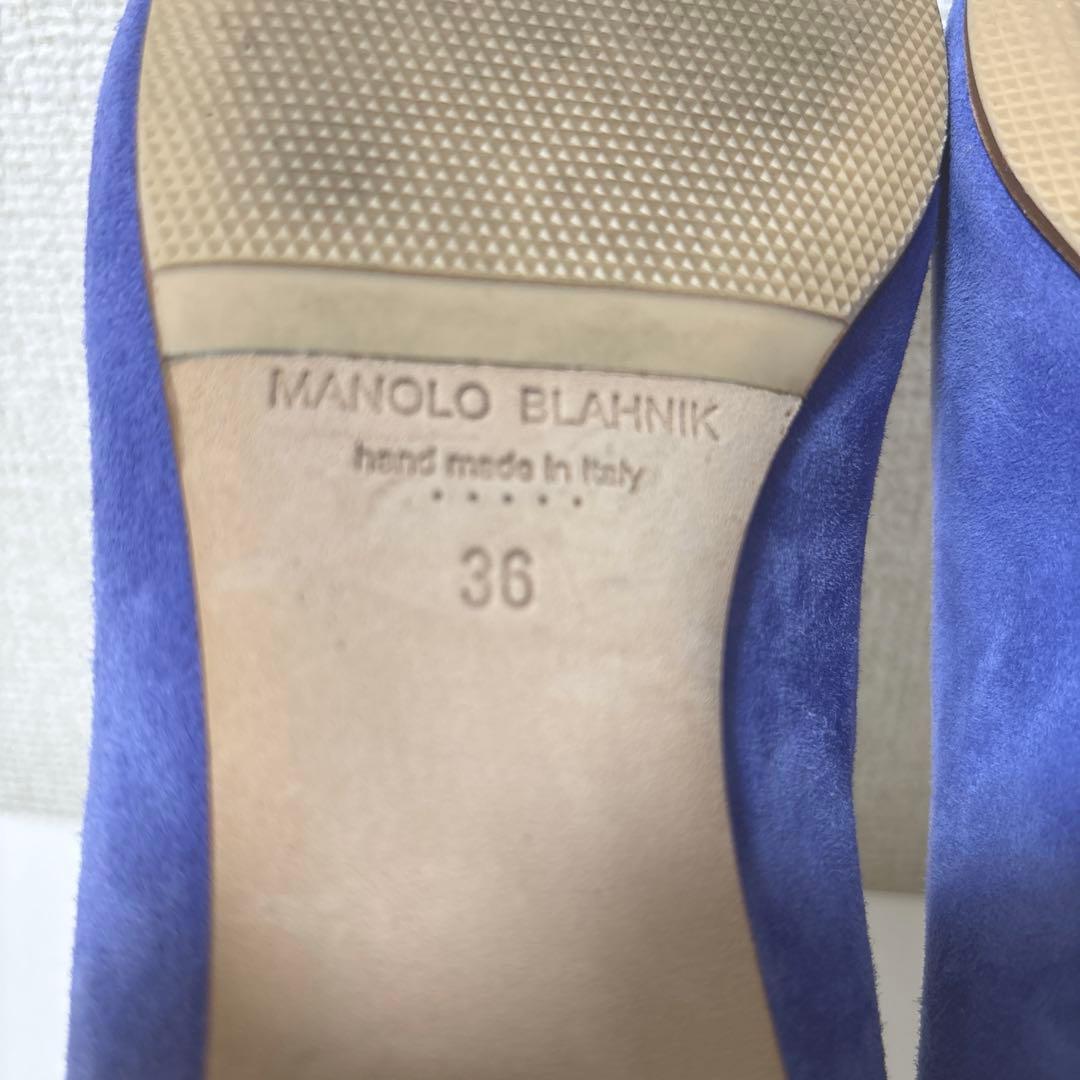 MANOLO BLAHNIK
hand made in Italy
• • • • •
36